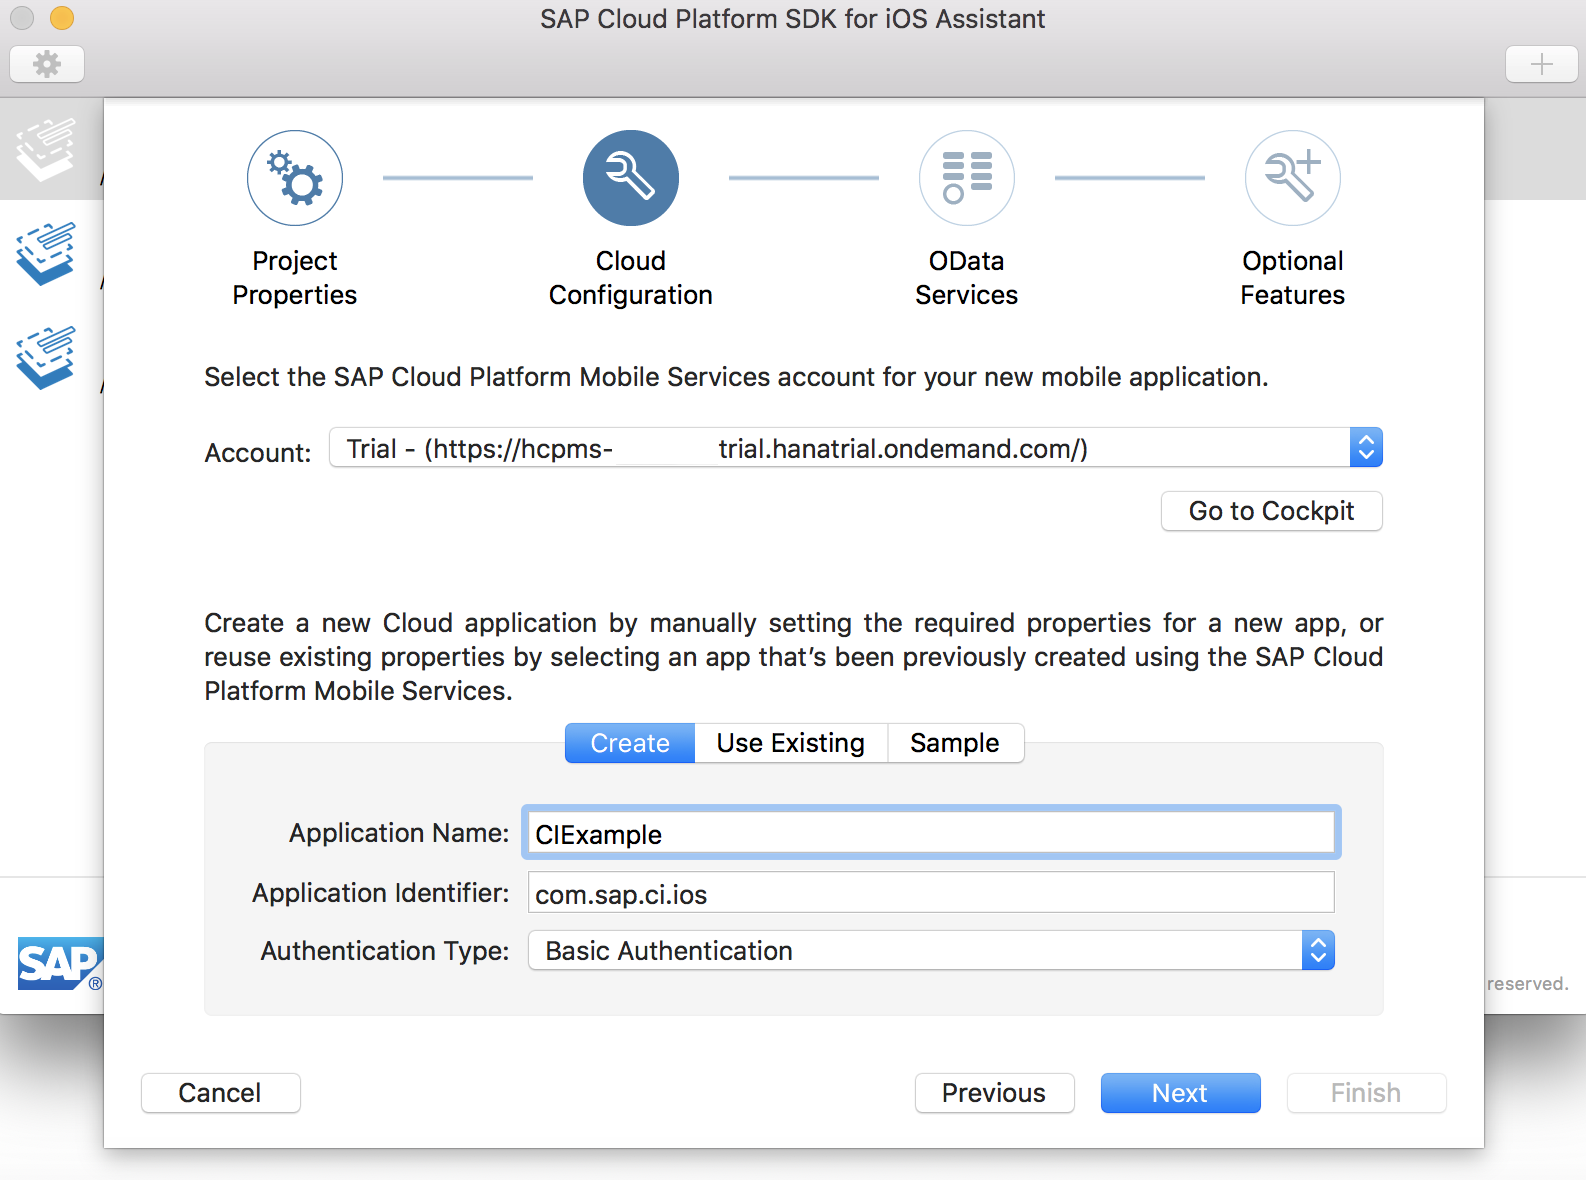 SAP Cloud Platform SDK for iOS Assistant
Project
Properties
Cloud
Configuration
OData
Services
Optional
Features
Select the SAP Cloud Platform Mobile Services account for your new mobile application.
Account:
Trial - (https://hcpms- trial.hanatrial.ondemand.com/)
Go to Cockpit
Create a new Cloud application by manually setting the required properties for a new app, or
reuse existing properties by selecting an app that’s been previously created using the SAP Cloud
Platform Mobile Services.
Create
Use Existing
Sample
Application Name:
CIExample
Application Identifier:
com.sap.ci.ios
Authentication Type:
Basic Authentication
SAP®
reserved.
Cancel
Previous
Next
Finish